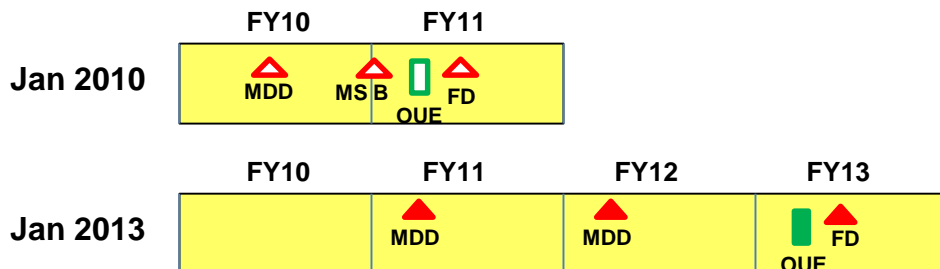 FY10 FY11
Jan 2010
MDD MS B FD
OUE
FY10 FY11 FY12 FY13
Jan 2013
MDD MDD FD
OUE